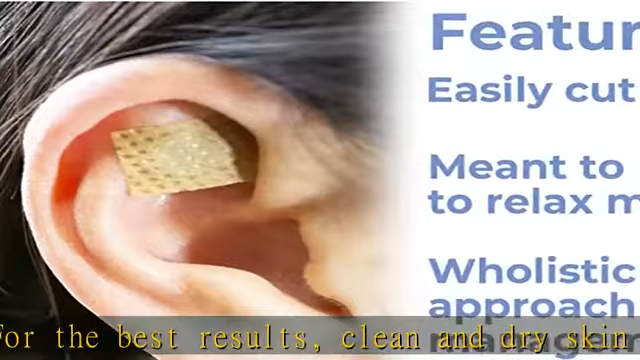 Featur
Easily cut
Meant to
to relax m
Wholistic
approach
For the best results, clean and dry skin